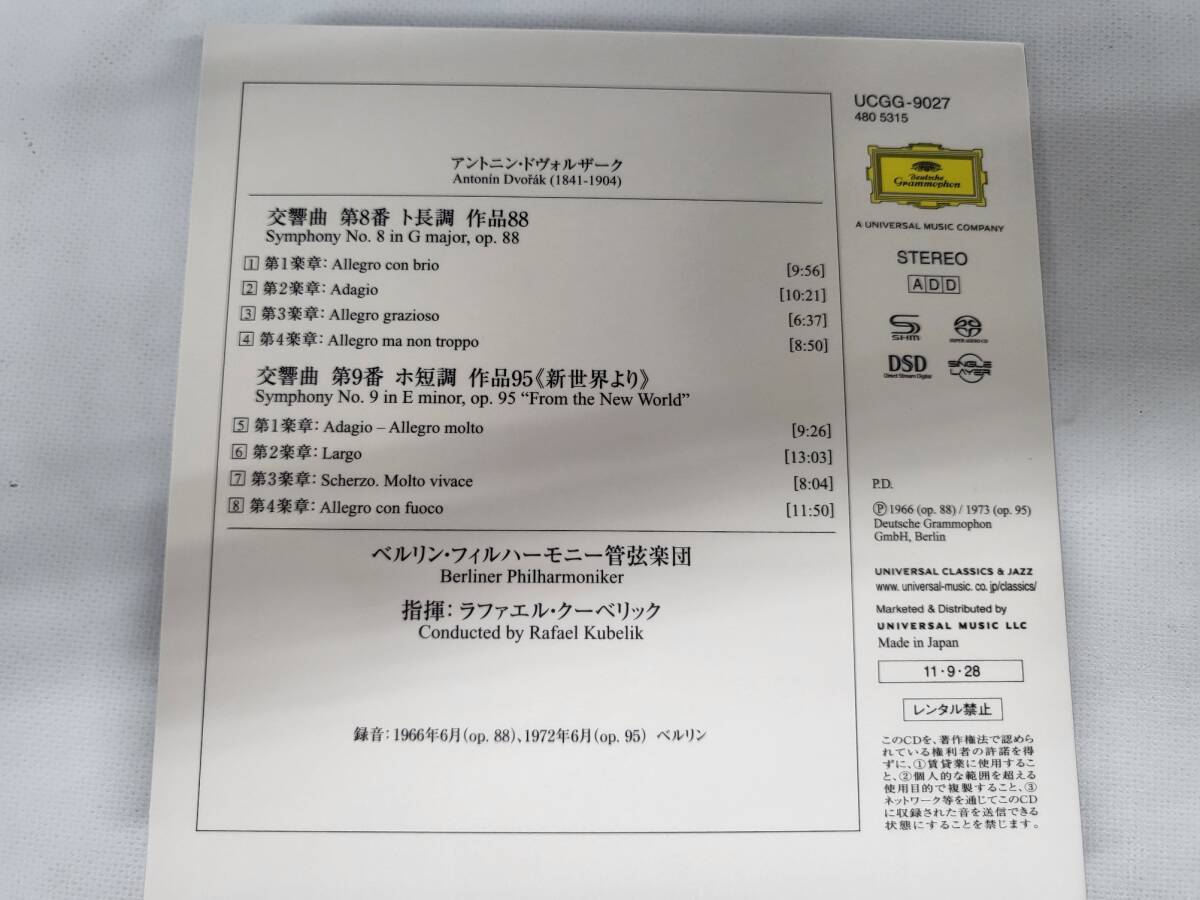 アントニン・ドヴォルザーク
Antonín Dvořák (1841-1904)
交響曲 第8番 ト長調 作品88
Symphony No. 8 in G major, op. 88
1 第1楽章: Allegro con brio [9:56]
2 第2楽章: Adagio [10:21]
3 第3楽章: Allegro grazioso [6:37]
4 第4楽章: Allegro ma non troppo [8:50]
交響曲 第9番 ホ短調 作品95《新世界より》
Symphony No. 9 in E minor, op. 95 “From the New World”
5 第1楽章: Adagio – Allegro molto [9:26]
6 第2楽章: Largo [13:03]
7 第3楽章: Scherzo. Molto vivace [8:04]
8 第4楽章: Allegro con fuoco [11:50]
ベルリン・フィルハーモニー管弦楽団
Berliner Philharmoniker
指揮: ラファエル・クーベリック
Conducted by Rafael Kubelik
録音: 1966年6月(op. 88)、1972年6月(op. 95) ベルリン
UCGG-9027
480 5315
Deutsche
Grammophon
A UNIVERSAL MUSIC COMPANY
STEREO
ADD
SHM
SUPER AUDIO CD
DSD
Direct Stream Digital
SINGLE
LAYER
P.D.
Ⓟ 1966 (op. 88) / 1973 (op. 95)
Deutsche Grammophon
GmbH, Berlin
UNIVERSAL CLASSICS & JAZZ
www. universal-music. co. jp/classics/
Marketed & Distributed by
UNIVERSAL MUSIC LLC
Made in Japan
11・9・28
レンタル禁止
このCDを、著作権法で認めら
れている権利者の許諾を得
ずに、①賃貸業に使用するこ
と、②個人的な範囲を超える
使用目的で複製すること、③
ネットワーク等を通じてこのCD
に収録された音を送信できる
状態にすることを禁じます。